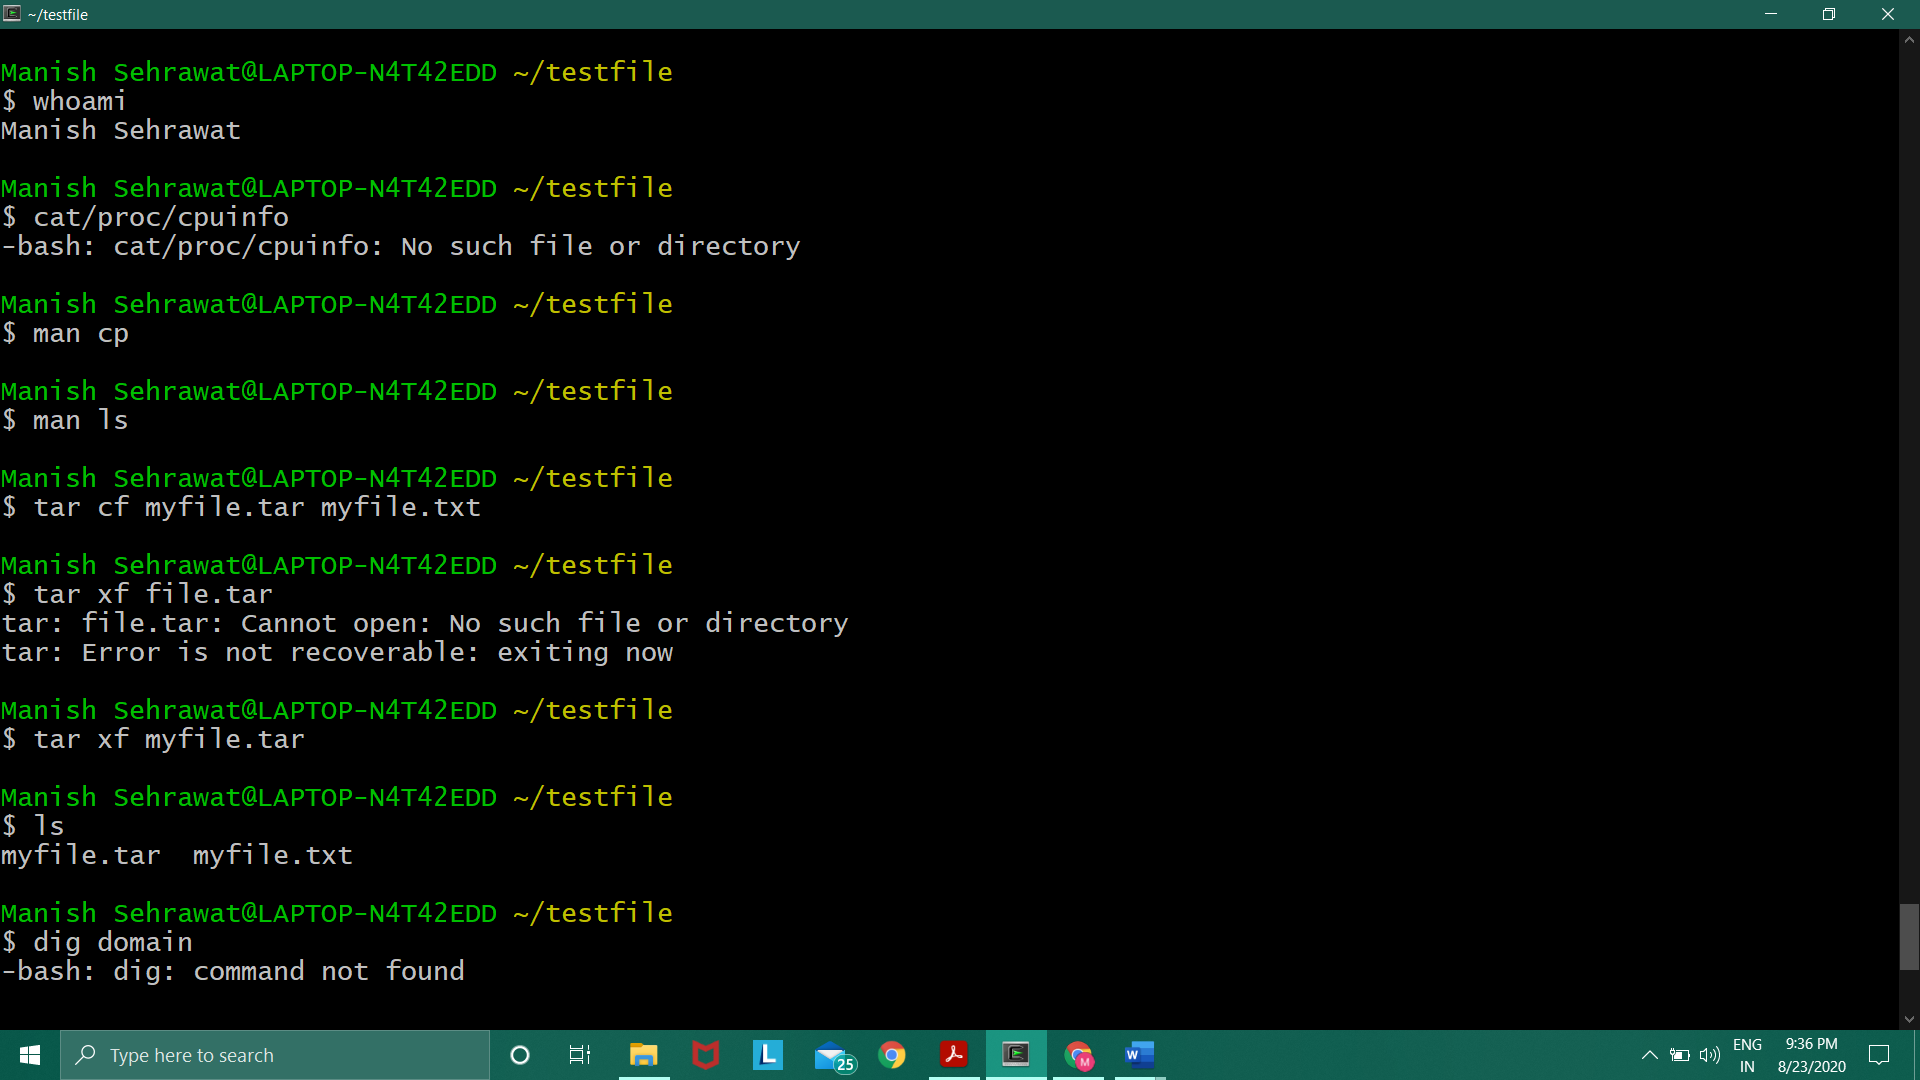 ~/testfile
Manish Sehrawat@LAPTOP-N4T42EDD ~/testfile
$ whoami
Manish Sehrawat
Manish Sehrawat@LAPTOP-N4T42EDD ~/testfile
$ cat/proc/cpuinfo
-bash: cat/proc/cpuinfo: No such file or directory
Manish Sehrawat@LAPTOP-N4T42EDD ~/testfile
$ man cp
Manish Sehrawat@LAPTOP-N4T42EDD ~/testfile
$ man ls
Manish Sehrawat@LAPTOP-N4T42EDD ~/testfile
$ tar cf myfile.tar myfile.txt
Manish Sehrawat@LAPTOP-N4T42EDD ~/testfile
$ tar xf file.tar
tar: file.tar: Cannot open: No such file or directory
tar: Error is not recoverable: exiting now
Manish Sehrawat@LAPTOP-N4T42EDD ~/testfile
$ tar xf myfile.tar
Manish Sehrawat@LAPTOP-N4T42EDD ~/testfile
$ ls
myfile.tar  myfile.txt
Manish Sehrawat@LAPTOP-N4T42EDD ~/testfile
$ dig domain
-bash: dig: command not found
Type here to search
L
25
M
W
ENG
IN
9:36 PM
8/23/2020